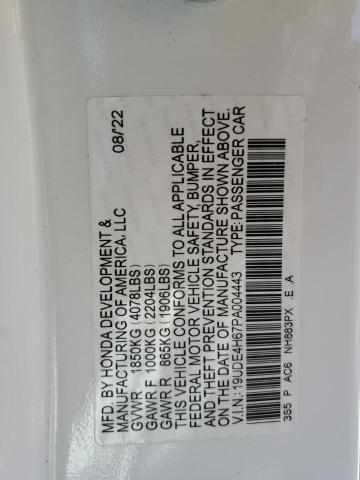 MFD. BY HONDA DEVELOPMENT & 08/'22
MANUFACTURING OF AMERICA, LLC
GVWR 1850KG (4078LBS)
GAWR F 1000KG (2204LBS)
GAWR R 865KG (1906LBS)
THIS VEHICLE CONFORMS TO ALL APPLICABLE
FEDERAL MOTOR VEHICLE SAFETY, BUMPER,
AND THEFT PREVENTION STANDARDS IN EFFECT
ON THE DATE OF MANUFACTURE SHOWN ABOVE.
V.I.N.: 19UDE4H67PA004443 TYPE: PASSENGER CAR
3S5 P AC6 NH883PX .E .A